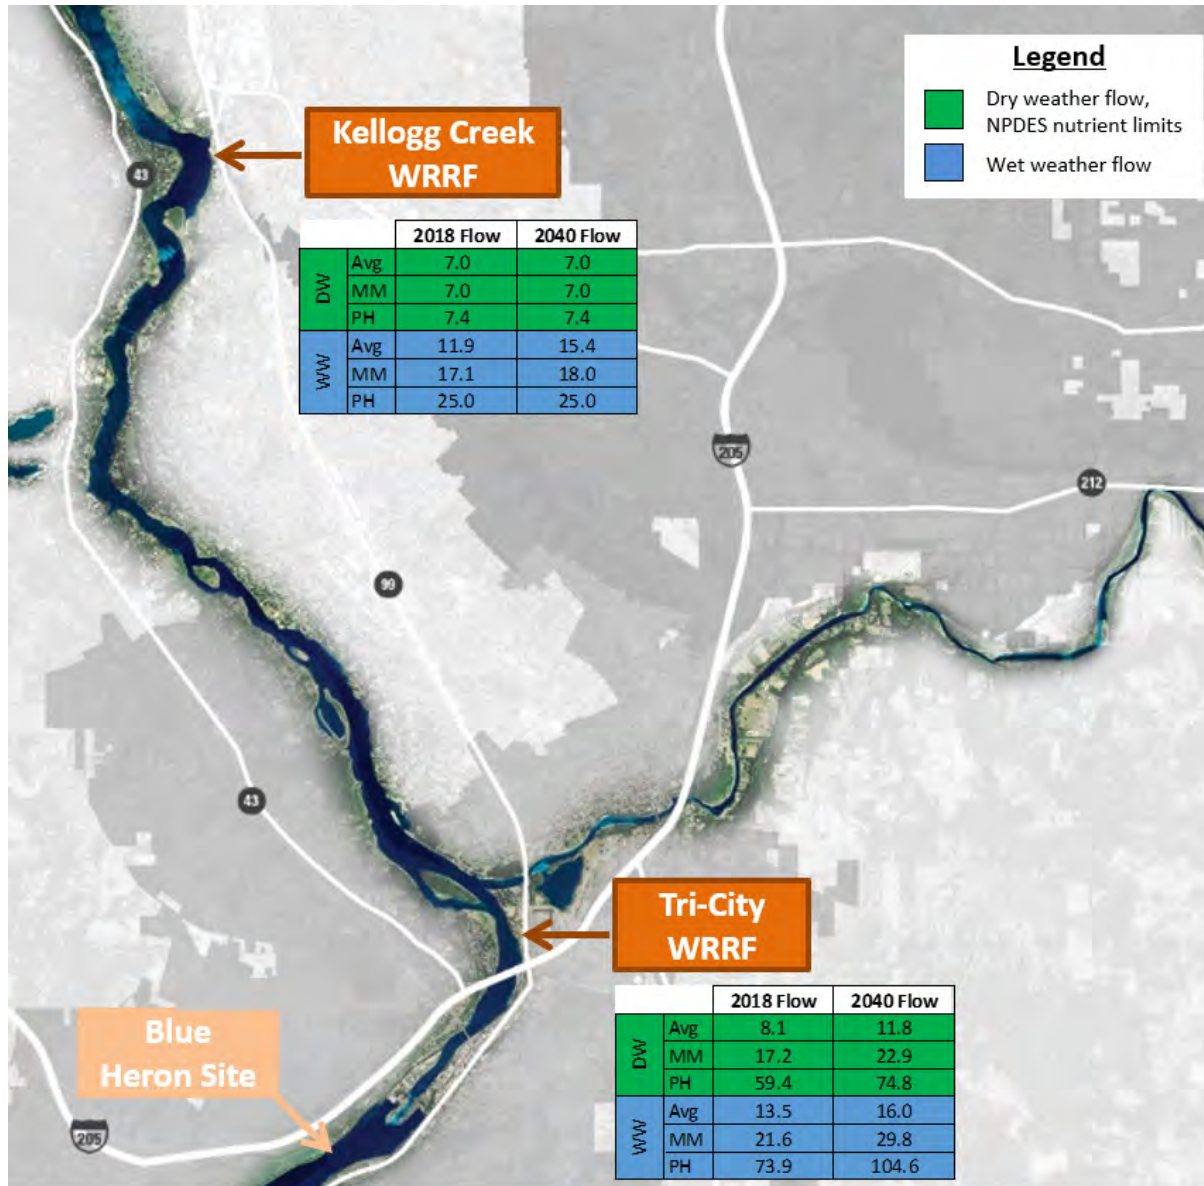 Legend
Dry weather flow,
NPDES nutrient limits
Wet weather flow
Kellogg Creek
WRRF
43
2018 Flow 2040 Flow
DW
Avg 7.0 7.0
MM 7.0 7.0
PH 7.4 7.4
WW
Avg 11.9 15.4
MM 17.1 18.0
PH 25.0 25.0
205
212
99
43
Tri-City
WRRF
2018 Flow 2040 Flow
DW
Avg 8.1 11.8
MM 17.2 22.9
PH 59.4 74.8
WW
Avg 13.5 16.0
MM 21.6 29.8
PH 73.9 104.6
Blue
Heron Site
205